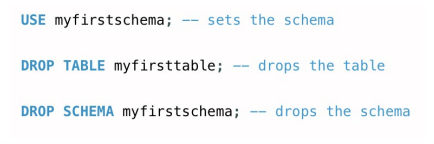 USE myfirstschema; -- sets the schema
DROP TABLE myfirsttable; -- drops the table
DROP SCHEMA myfirstschema; -- drops the schema